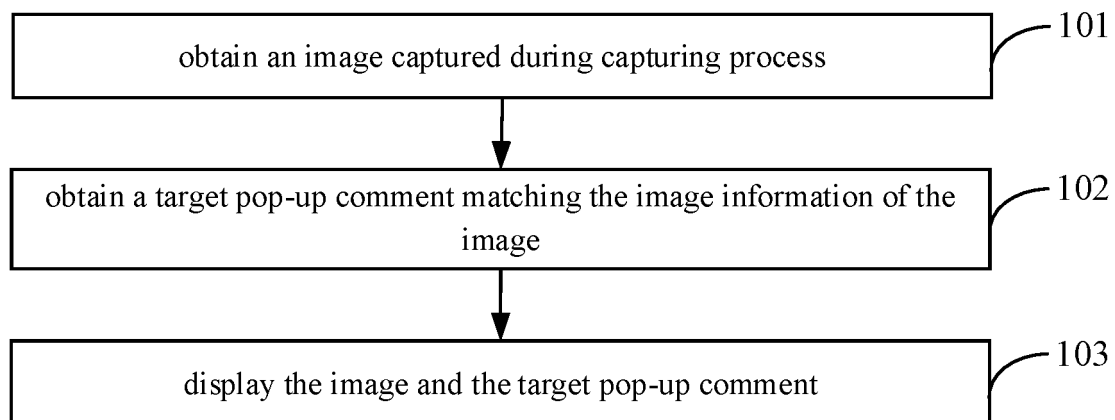 obtain an image captured during capturing process
101
obtain a target pop-up comment matching the image information of the
image
102
display the image and the target pop-up comment
103